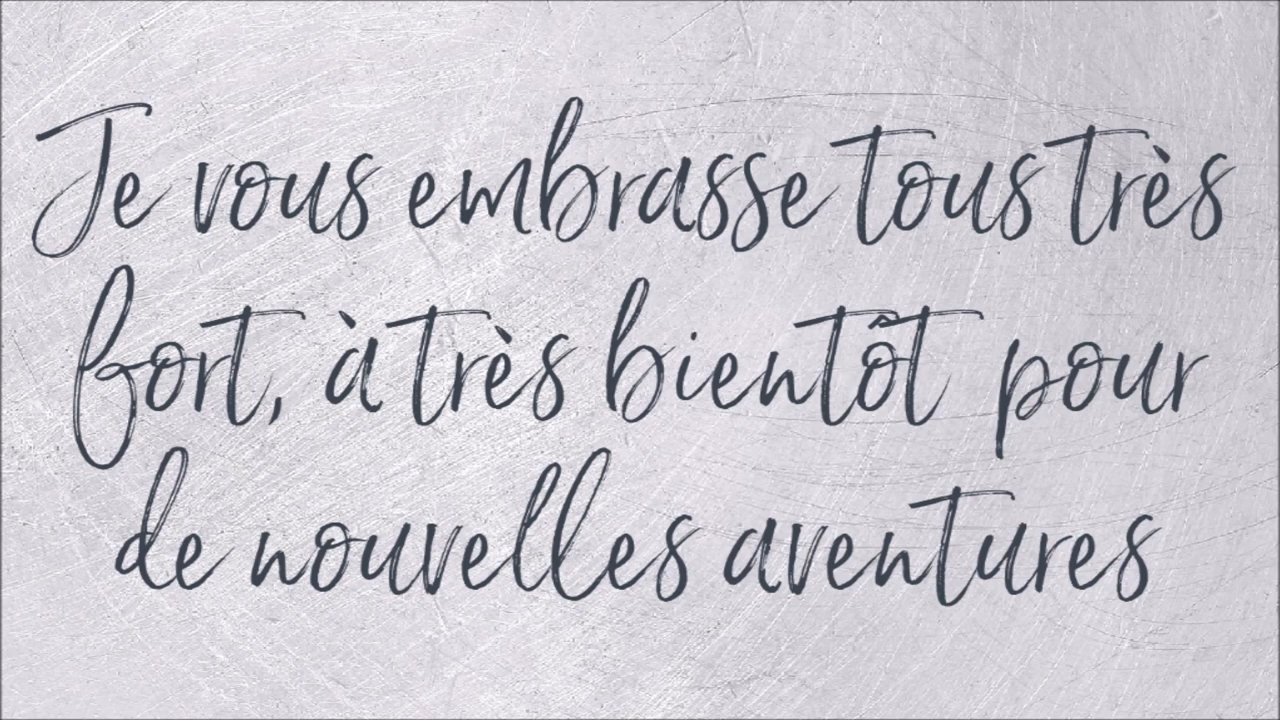 Je vous embrasse tous très
fort, à très bientôt pour
de nouvelles aventures